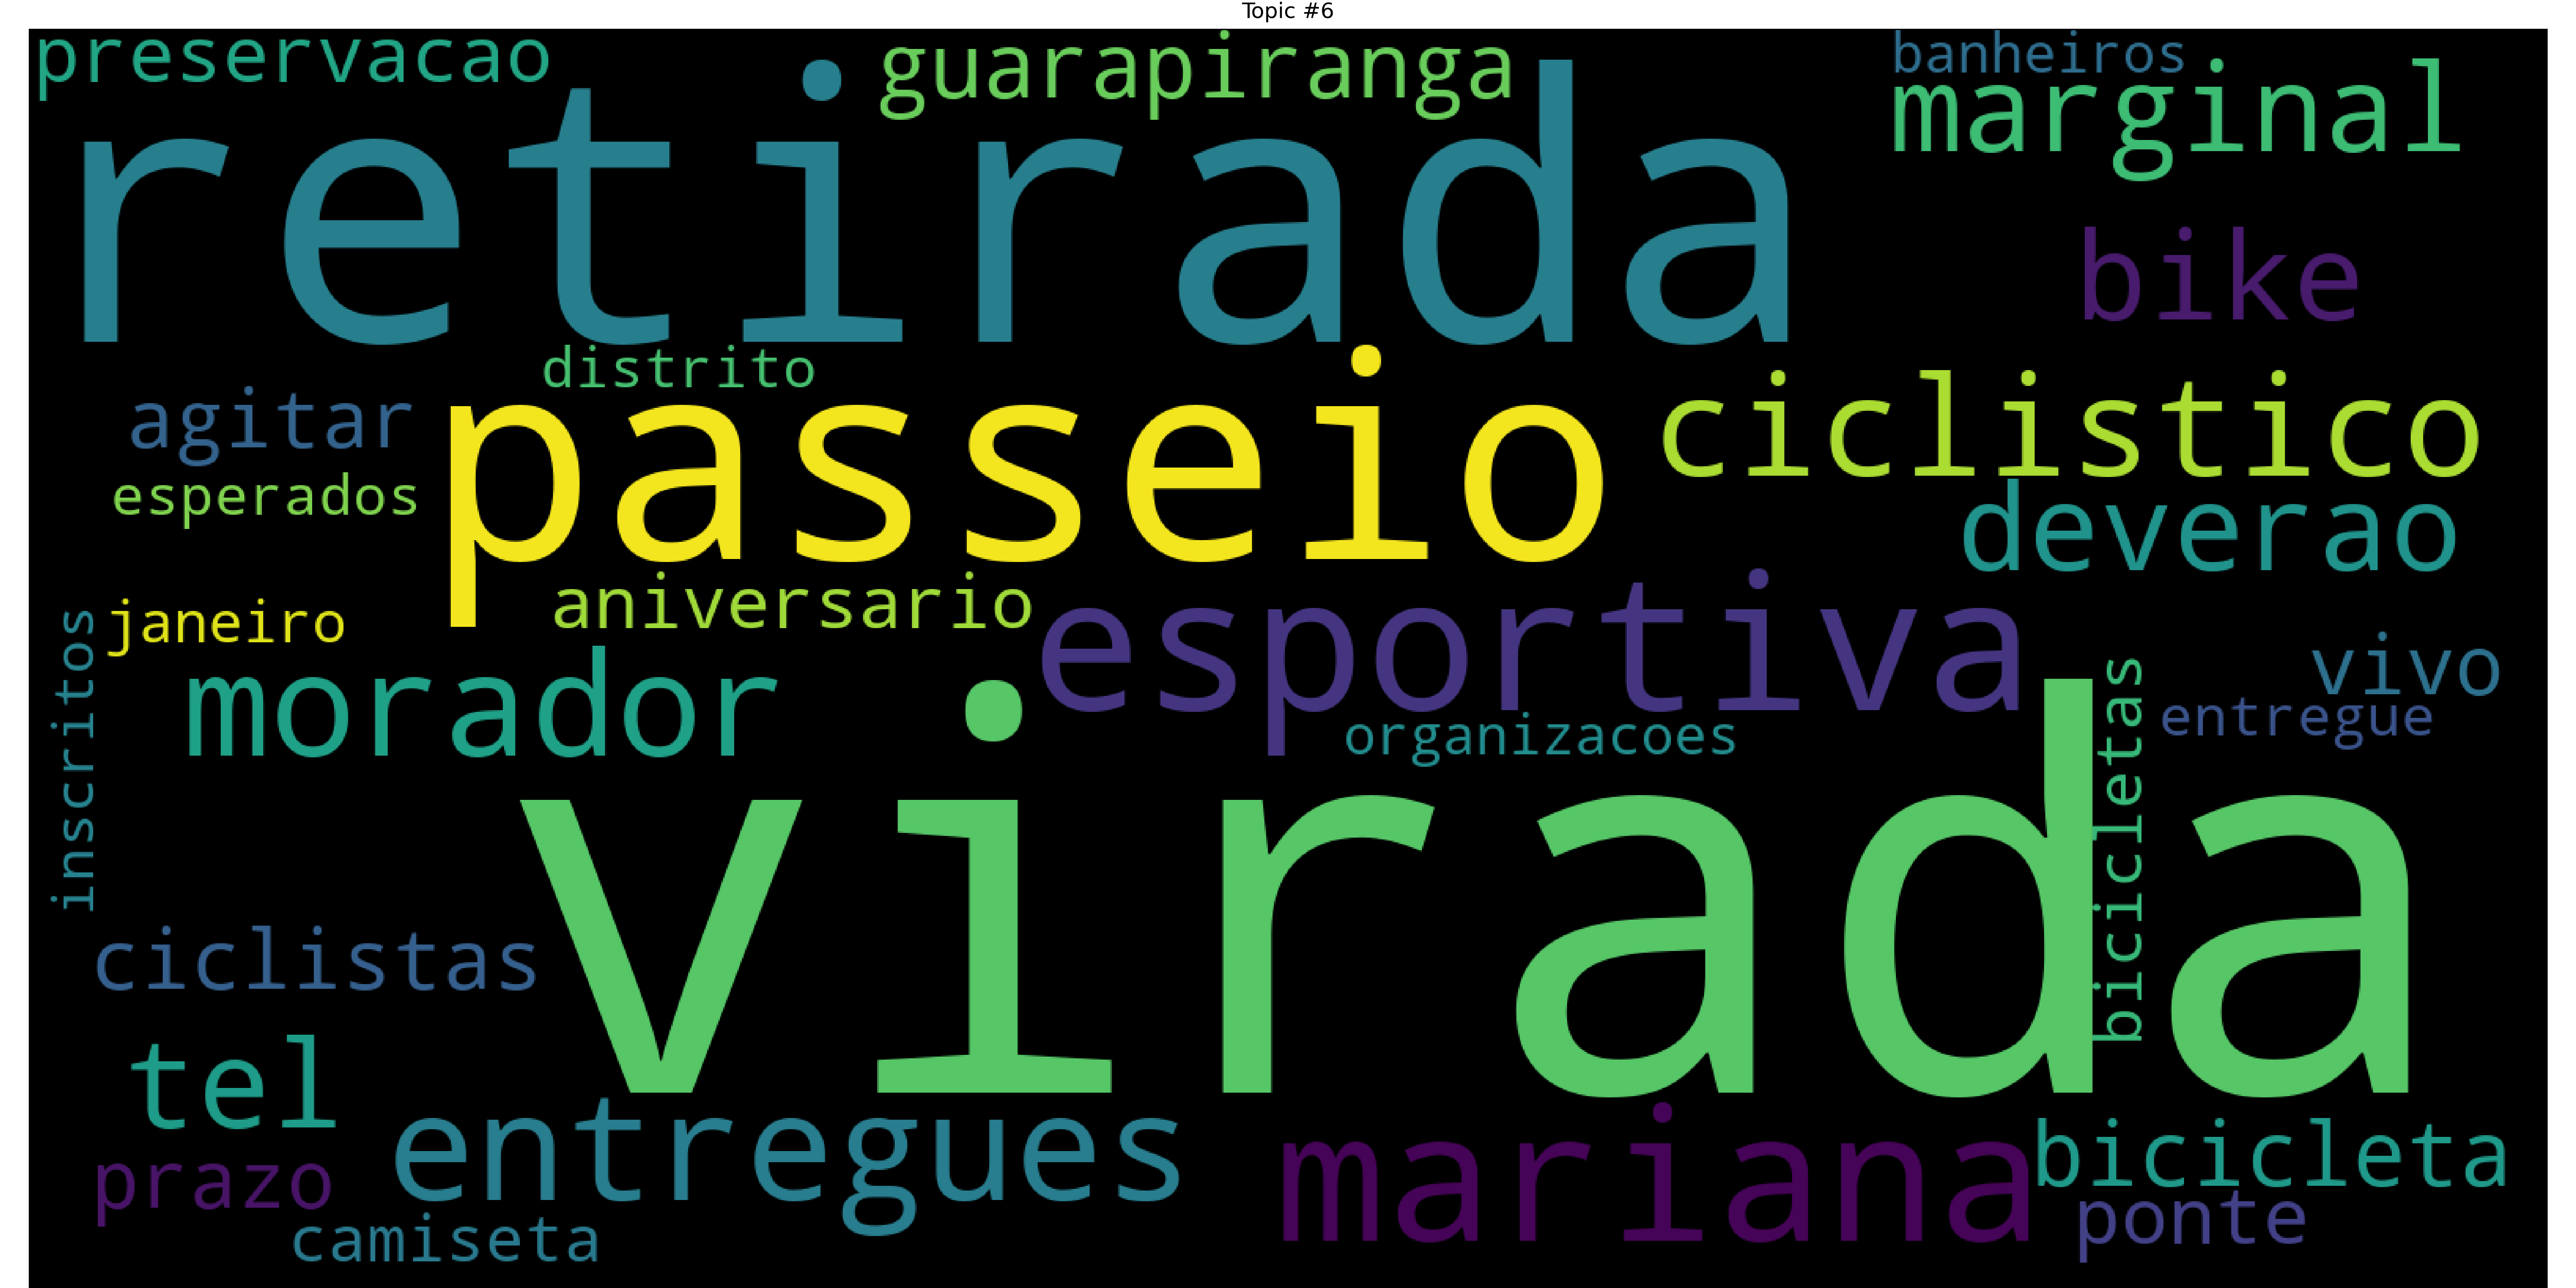 Topic #6
preservacao
guarapiranga
banheiros
marginal
retirada
bike
distrito
agitar
passeio
ciclistico
esperados
deverao
janeiro
aniversario
esportiva
inscritos
morador
vivo
organizacoes
entregue
bicicletas
virada
ciclistas
tel
entregues
mariana
bicicleta
prazo
ponte
camiseta